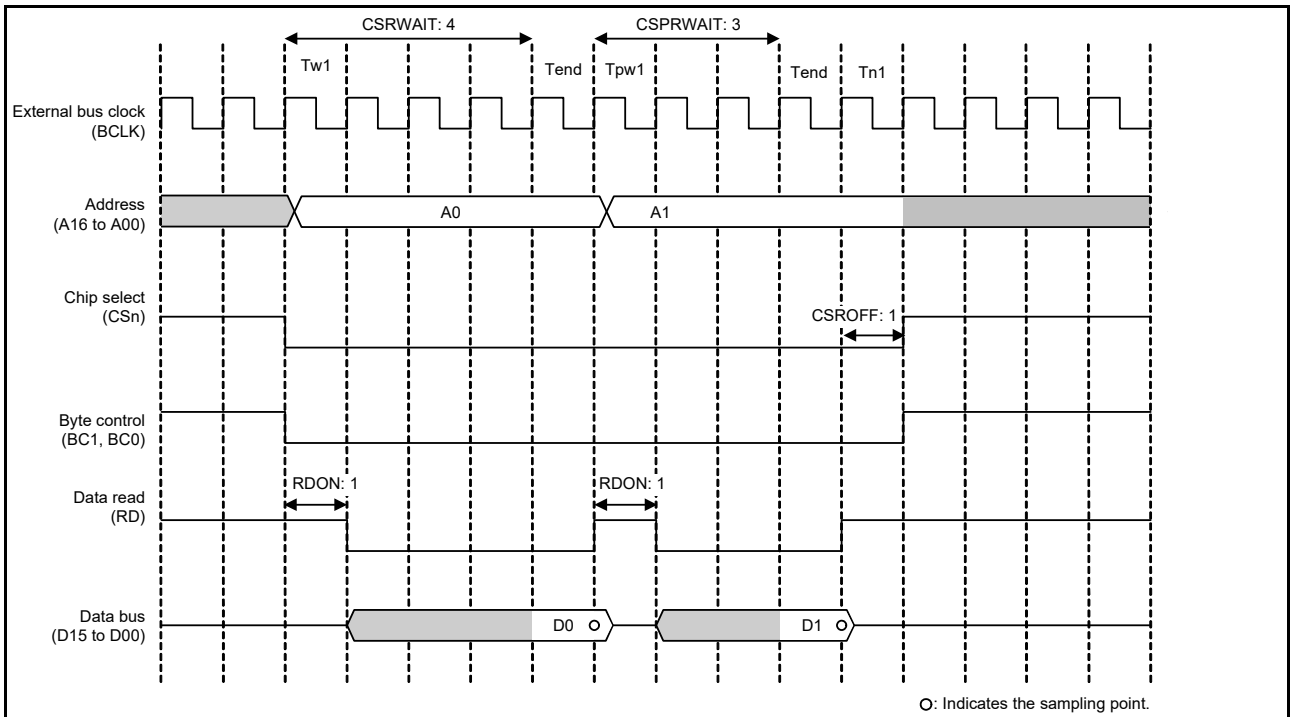 CSRWAIT: 4
CSPRWAIT: 3
Tw1
Tend
Tpw1
Tend
Tn1
External bus clock
(BCLK)
Address
(A16 to A00)
A0
A1
Chip select
(CSn)
CSROFF: 1
Byte control
(BC1, BC0)
Data read
(RD)
RDON: 1
RDON: 1
Data bus
(D15 to D00)
D0
D1
: Indicates the sampling point.